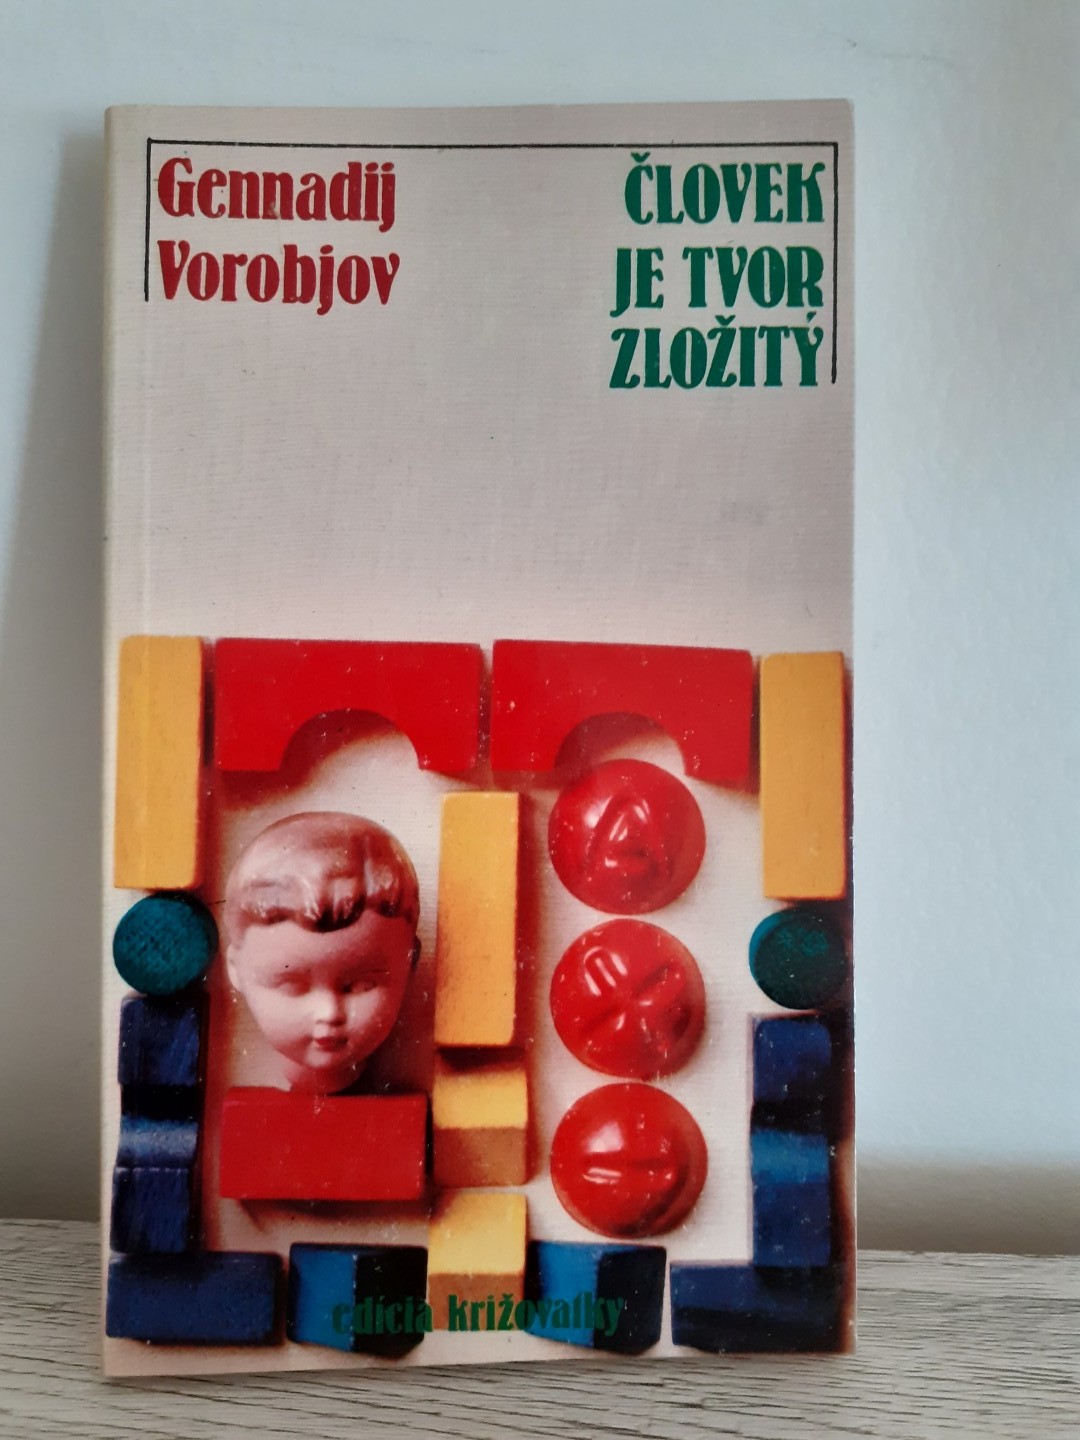 Gennadij
Vorobjov
ČLOVEK
JE TVOR
ZLOŽITÝ
edícia križovatky